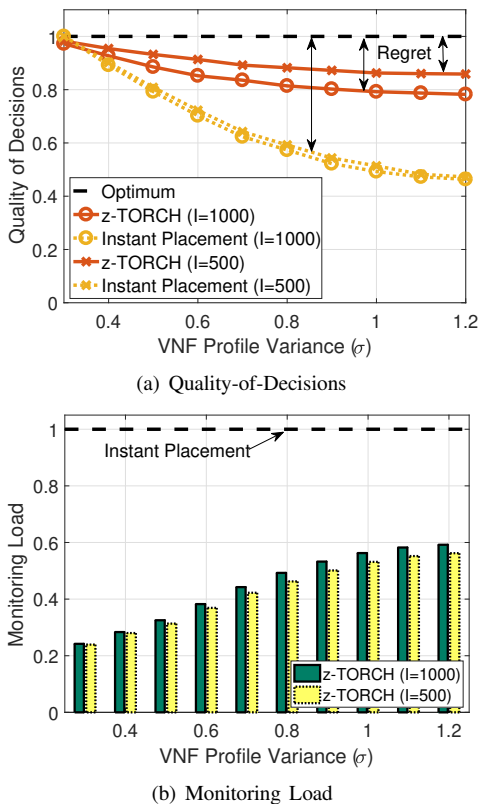 Quality of Decisions
1
0.8
0.6
0.4
0.2
0
Regret
Optimum
z-TORCH (I=1000)
Instant Placement (I=1000)
z-TORCH (I=500)
Instant Placement (I=500)
0.4 0.6 0.8 1 1.2
VNF Profile Variance (σ)
(a) Quality-of-Decisions
Monitoring Load
1
0.8
0.6
0.4
0.2
0
Instant Placement
z-TORCH (I=1000)
z-TORCH (I=500)
0.4 0.6 0.8 1.0 1.2
VNF Profile Variance (σ)
(b) Monitoring Load